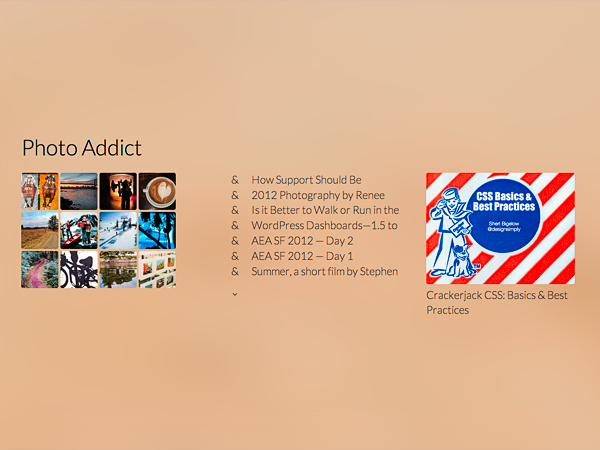 Photo Addict
& How Support Should Be
& 2012 Photography by Renee
& Is it Better to Walk or Run in the
& WordPress Dashboards—1.5 to
& AEA SF 2012 — Day 2
& AEA SF 2012 — Day 1
& Summer, a short film by Stephen
CSS Basics &
Best Practices
Sheri Bigelow
@designsimply
TM
Crackerjack CSS: Basics & Best
Practices